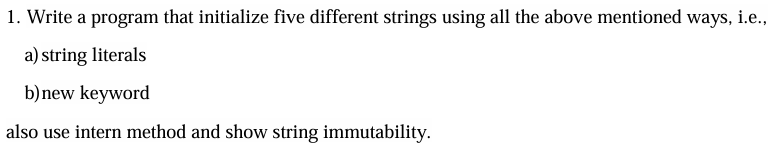 1. Write a program that initialize five different strings using all the above mentioned ways, i.e.,
a) string literals
b)new keyword
also use intern method and show string immutability.